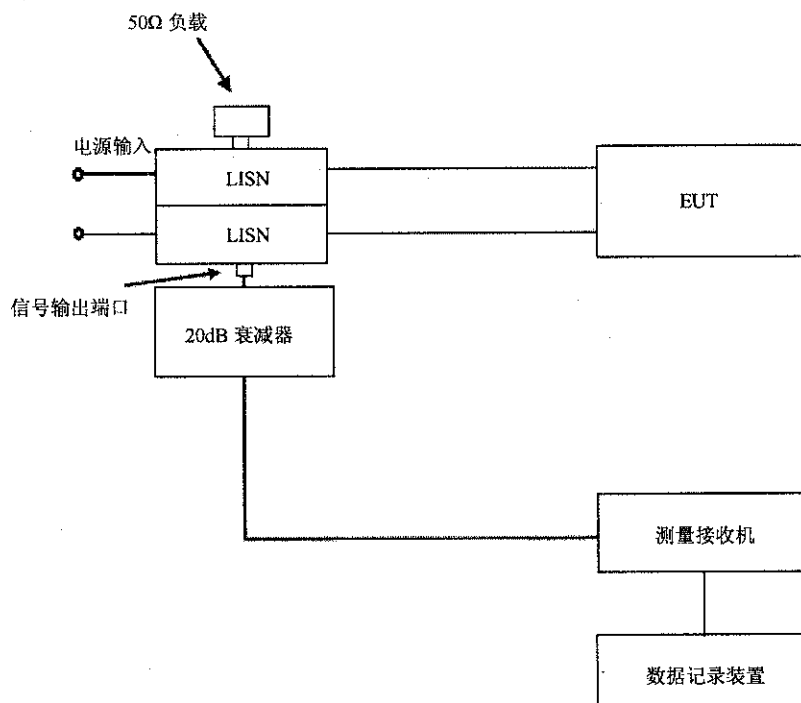 50Ω 负载
电源输入
LISN
EUT
LISN
信号输出端口
20dB 衰减器
测量接收机
数据记录装置